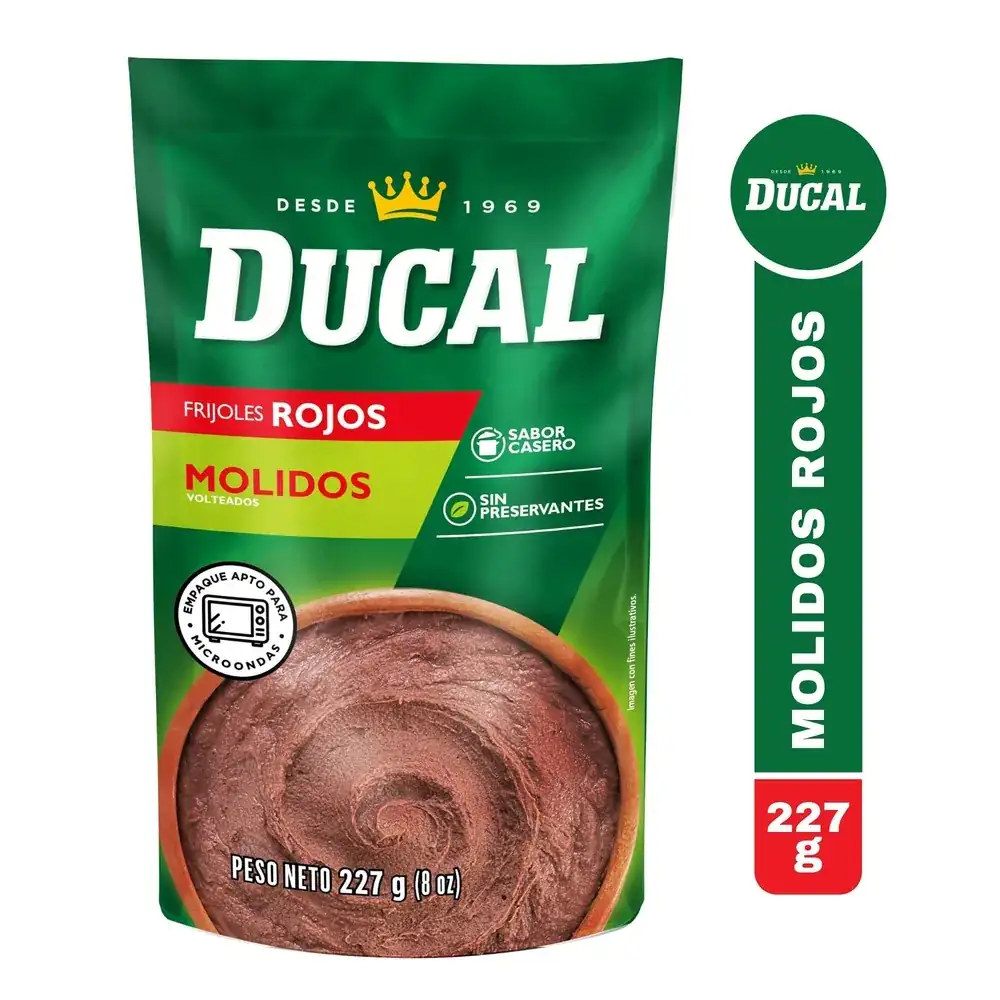 DESDE 1969
DUCAL
FRIJOLES ROJOS
MOLIDOS
VOLTEADOS
SABOR
CASERO
SIN
PRESERVANTES
EMPAQUE APTO PARA
MICROONDAS
Imagen con fines ilustrativos.
PESO NETO 227 g (8 oz)
DESDE 1969
DUCAL
MOLIDOS ROJOS
227
g